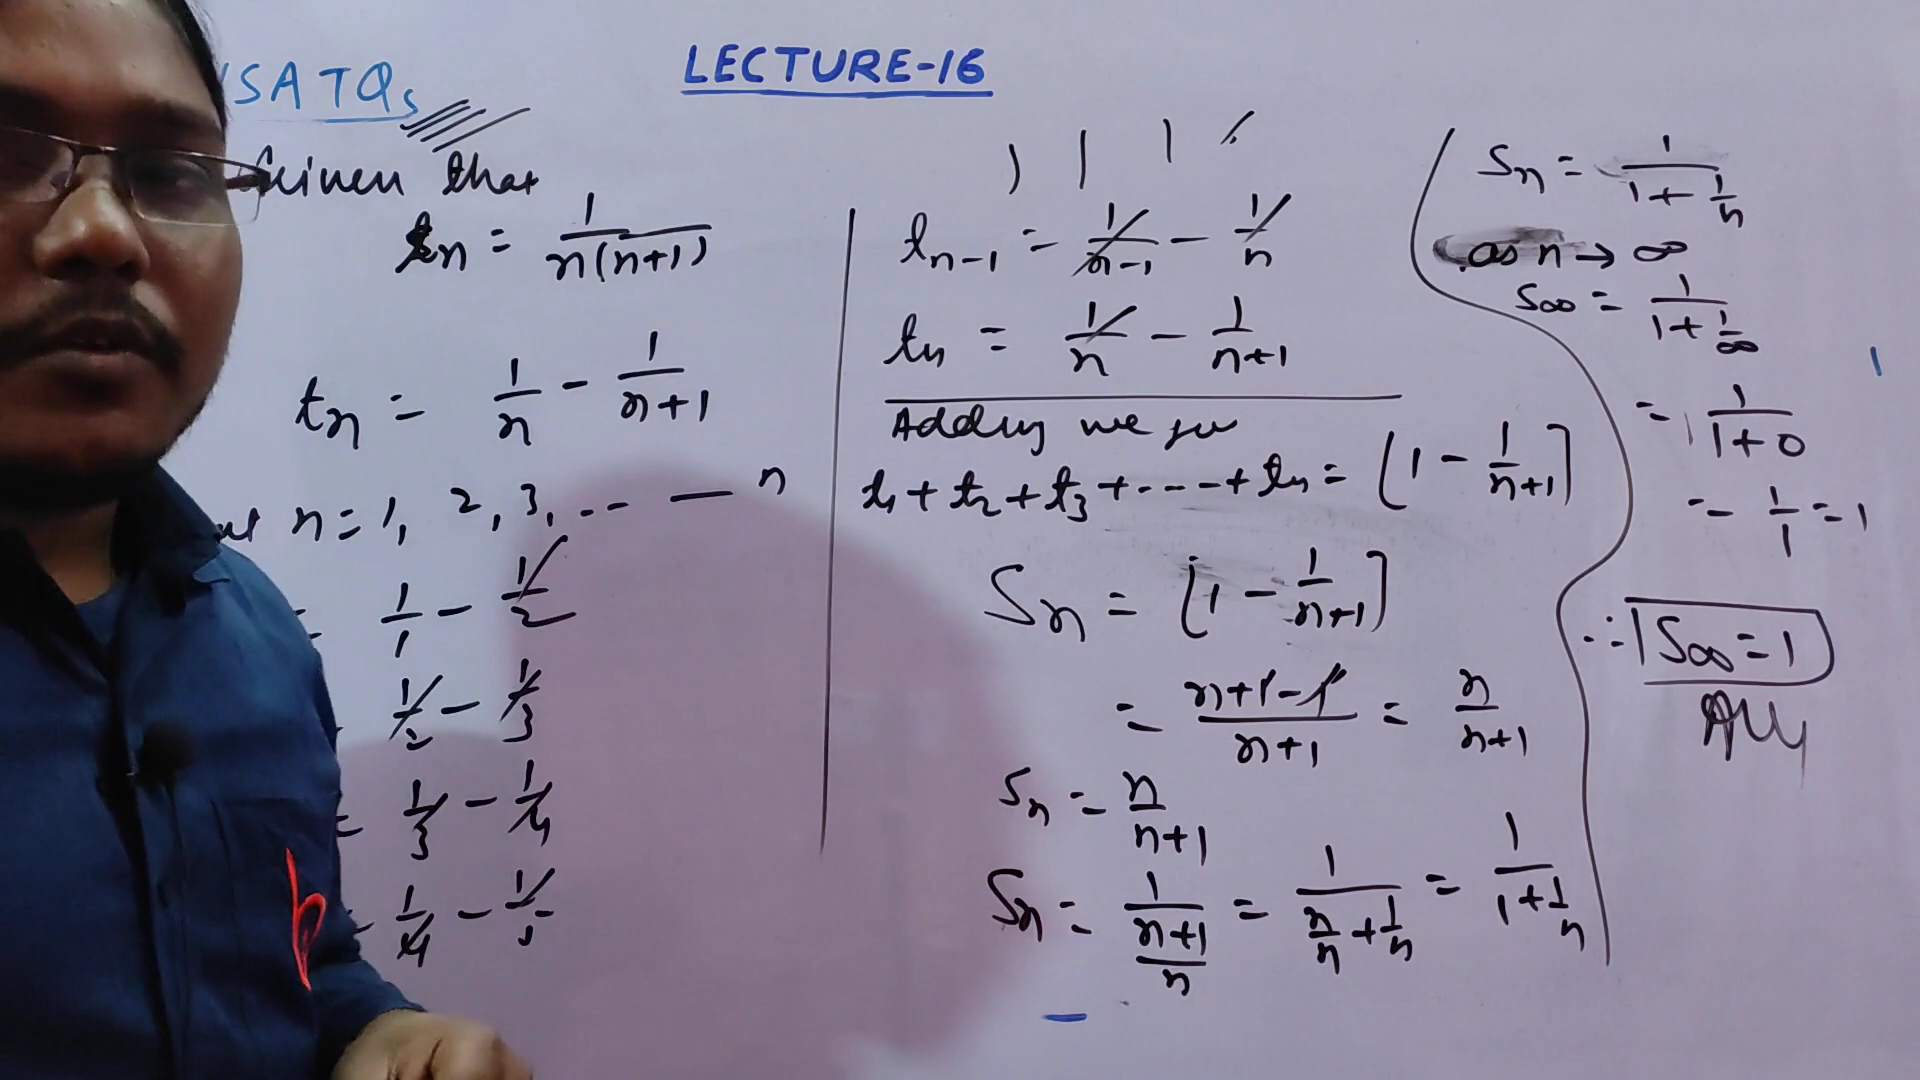 SATQs
LECTURE-16
Given that
tn = 1/n(n+1)
tn = 1/n - 1/(n+1)
n = 1, 2, 3, ... — n
= 1/1 - 1/2
= 1/2 - 1/3
= 1/3 - 1/4
= 1/4 - 1/5
tn-1 = 1/(n-1) - 1/n
tn = 1/n - 1/(n+1)
Adding we
t1 + t2 + t3 + ---- + tn = [1 - 1/(n+1)]
Sn = [1 - 1/(n+1)]
= (n+1-1)/(n+1) = n/(n+1)
Sn = n/(n+1)
Sn = 1/((n+1)/n) = 1/(n/n + 1/n) = 1/(1 + 1/n)
Sn = 1/(1 + 1/n)
as n → ∞
S∞ = 1/(1 + 1/∞)
= 1/(1+0)
= 1/1 = 1
∴ S∞ = 1